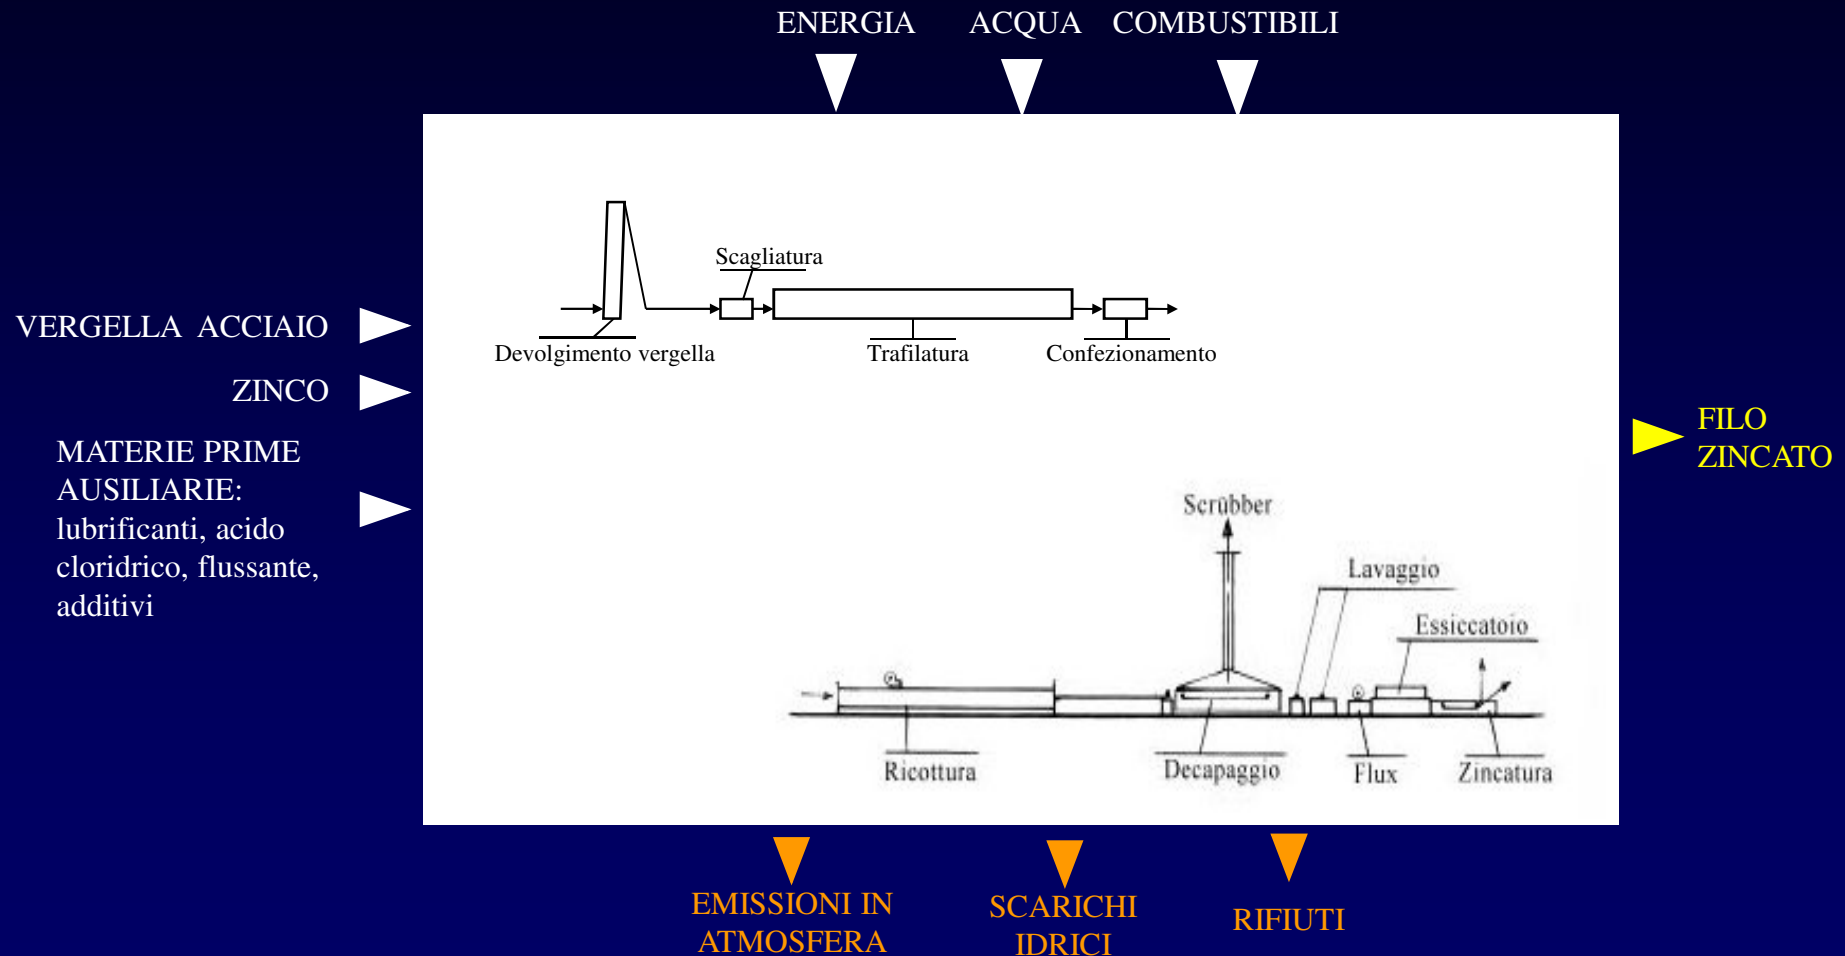 ENERGIA ACQUA COMBUSTIBILI
Scagliatura
VERGELLA ACCIAIO
Devolgimento vergella Trafilatura Confezionamento
ZINCO
FILO
ZINCATO
MATERIE PRIME
AUSILIARIE:
lubrificanti, acido
cloridrico, flussante,
additivi
Scrübber
Lavaggio
Essiccatoio
Ricottura Decapaggio Flux Zincatura
EMISSIONI IN
ATMOSFERA
SCARICHI
IDRICI
RIFIUTI